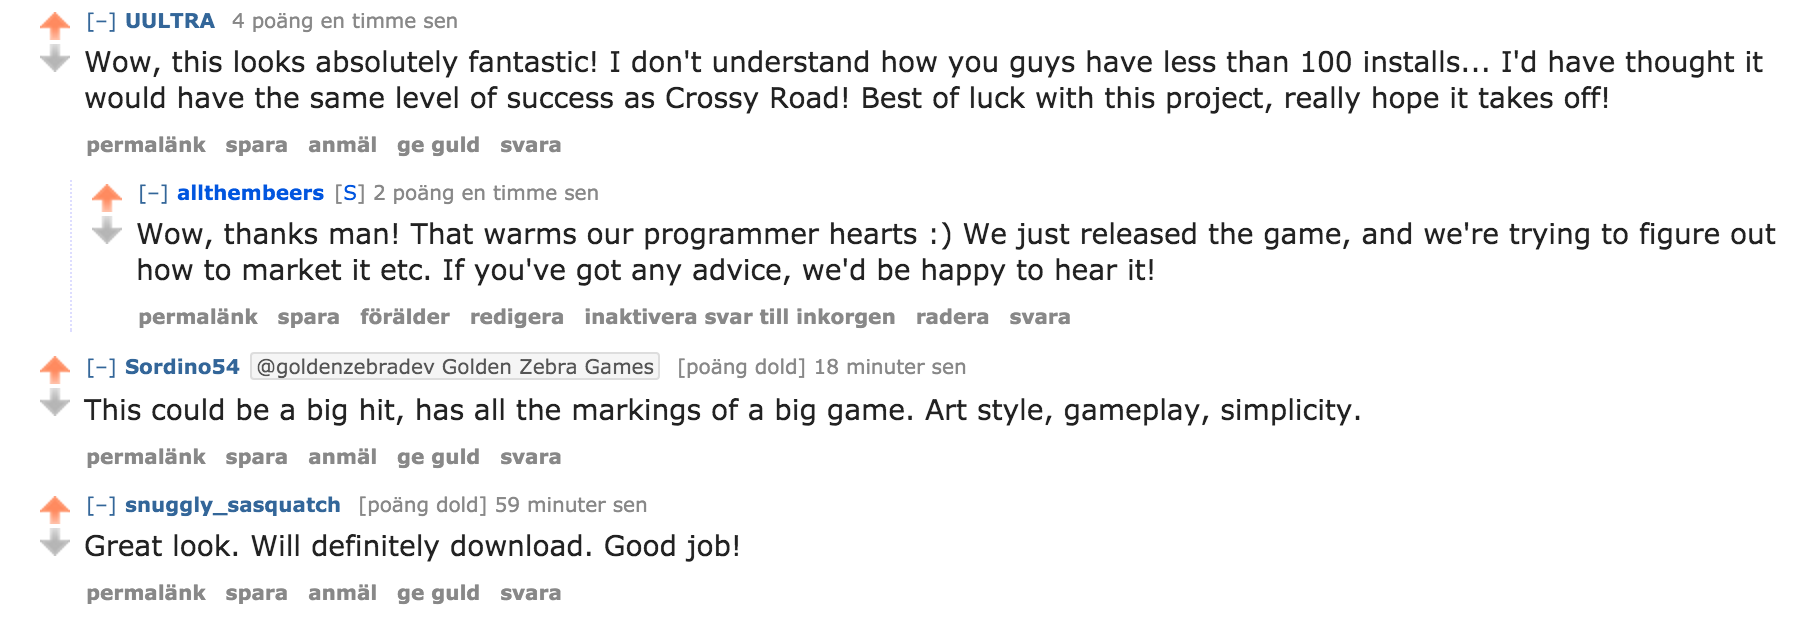 [–] UULTRA 4 poäng en timme sen
Wow, this looks absolutely fantastic! I don't understand how you guys have less than 100 installs... I'd have thought it
would have the same level of success as Crossy Road! Best of luck with this project, really hope it takes off!
permalänk spara anmäl ge guld svara
[–] allthembeers [S] 2 poäng en timme sen
Wow, thanks man! That warms our programmer hearts :) We just released the game, and we're trying to figure out
how to market it etc. If you've got any advice, we'd be happy to hear it!
permalänk spara förälder redigera inaktivera svar till inkorgen radera svara
[–] Sordino54 @goldenzebradev Golden Zebra Games [poäng dold] 18 minuter sen
This could be a big hit, has all the markings of a big game. Art style, gameplay, simplicity.
permalänk spara anmäl ge guld svara
[–] snuggly_sasquatch [poäng dold] 59 minuter sen
Great look. Will definitely download. Good job!
permalänk spara anmäl ge guld svara